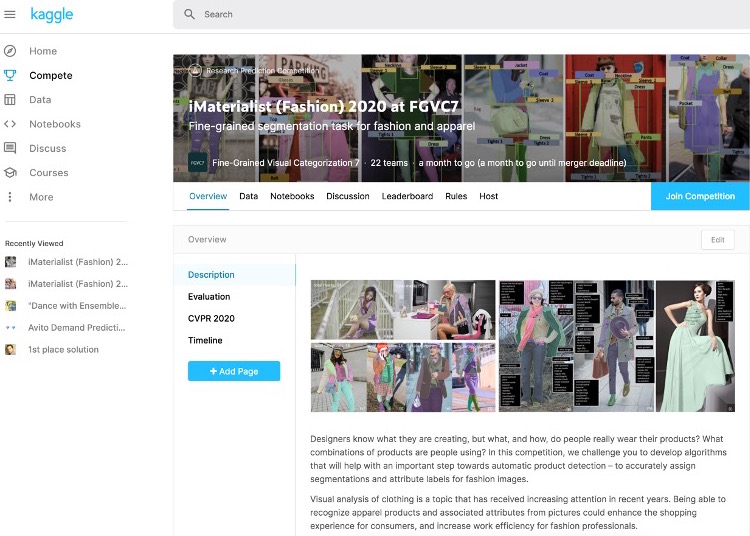 kaggle
Search
Home
Compete
Data
Notebooks
Discuss
Courses
More
Recently Viewed
iMaterialist (Fashion) 2...
iMaterialist (Fashion) 2...
"Dance with Ensemble...
Avito Demand Predicti...
1st place solution
Research Prediction Competition
iMaterialist (Fashion) 2020 at FGVC7
Fine-grained segmentation task for fashion and apparel
FGVC7
Fine-Grained Visual Categorization 7 · 22 teams · a month to go (a month to go until merger deadline)
Overview Data Notebooks Discussion Leaderboard Rules Host
Join Competition
Overview
Edit
Description
Evaluation
CVPR 2020
Timeline
+ Add Page
Designers know what they are creating, but what, and how, do people really wear their products? What
combinations of products are people using? In this competition, we challenge you to develop algorithms
that will help with an important step towards automatic product detection – to accurately assign
segmentations and attribute labels for fashion images.
Visual analysis of clothing is a topic that has received increasing attention in recent years. Being able to
recognize apparel products and associated attributes from pictures could enhance the shopping
experience for consumers, and increase work efficiency for fashion professionals.